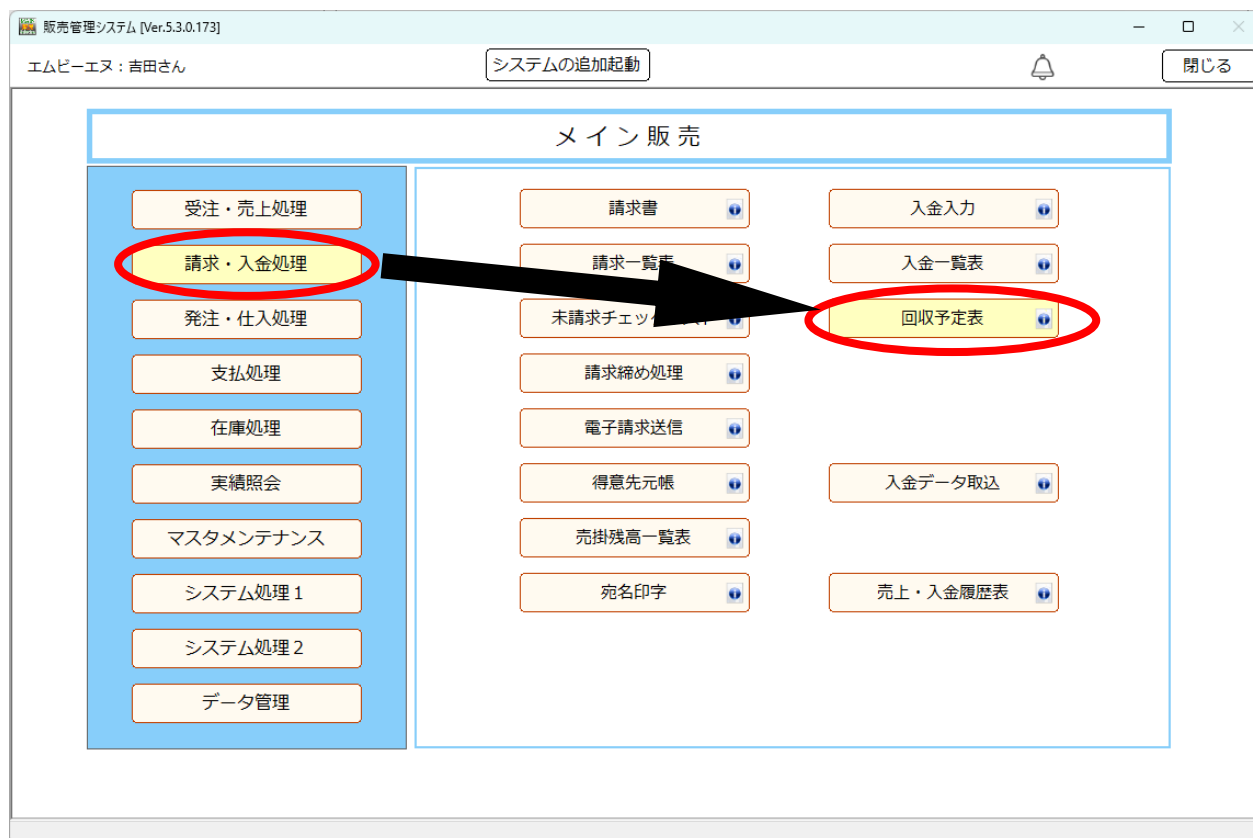 販売管理システム [Ver.5.3.0.173]
エムビーエヌ：吉田さん
システムの追加起動
閉じる
メイン販売
受注・売上処理
請求・入金処理
発注・仕入処理
支払処理
在庫処理
実績照会
マスタメンテナンス
システム処理１
システム処理２
データ管理
請求書
請求一覧表
未請求チェック
請求締め処理
電子請求送信
得意先元帳
売掛残高一覧表
宛名印字
入金入力
入金一覧表
回収予定表
入金データ取込
売上・入金履歴表